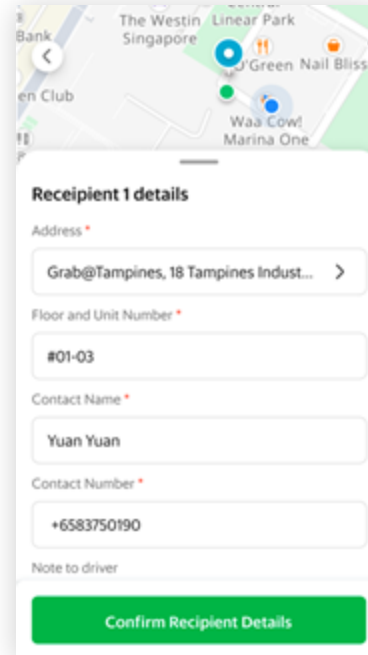 The Westin
Singapore
Linear Park
Bank
O'Green
Nail Bliss
en Club
Waa Cow!
Marina One
Receipient 1 details
Address *
Grab@Tampines, 18 Tampines Indust...
Floor and Unit Number *
#01-03
Contact Name *
Yuan Yuan
Contact Number *
+6583750190
Note to driver
Confirm Recipient Details